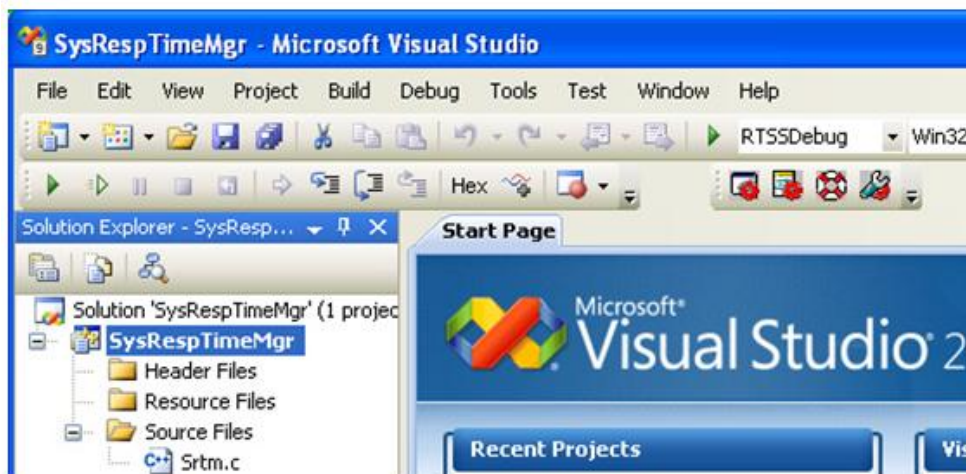 SysRespTimeMgr - Microsoft Visual Studio
File Edit View Project Build Debug Tools Test Window Help
RTSSDebug Win32
Hex
Solution Explorer - SysResp...
Start Page
Solution 'SysRespTimeMgr' (1 projec
SysRespTimeMgr
Header Files
Resource Files
Source Files
Srtm.c
Microsoft®
Visual Studio® 2
Recent Projects
Vis